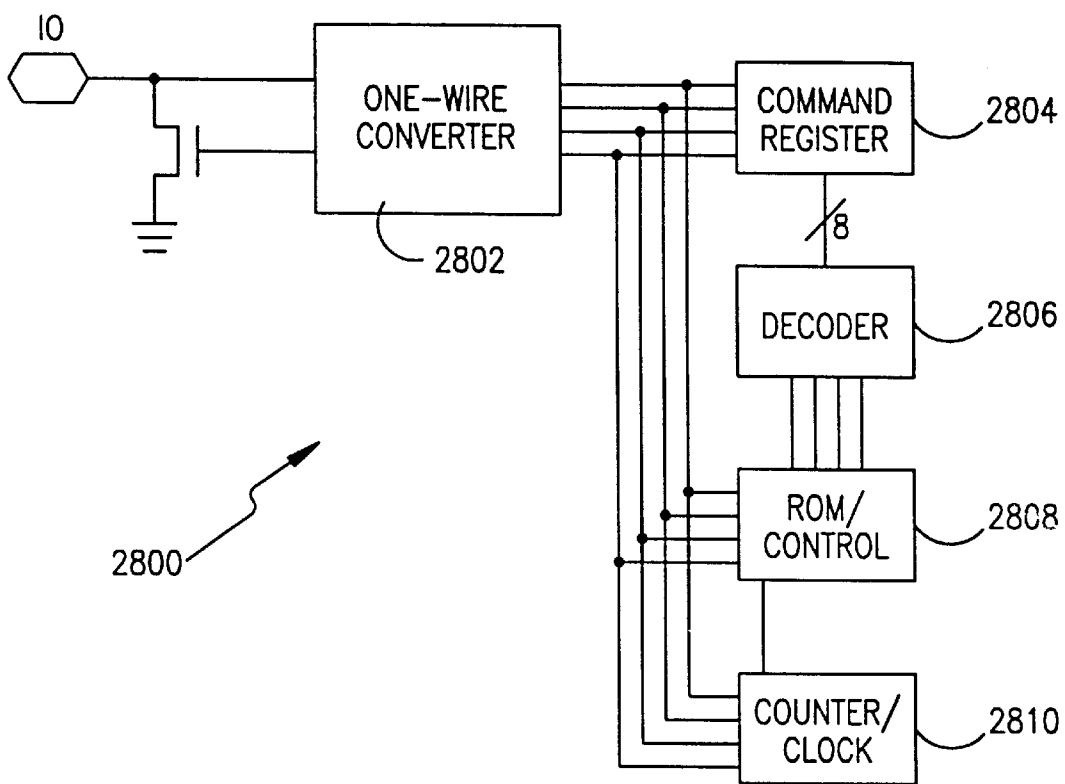 IO
ONE-WIRE
CONVERTER
2802
COMMAND
REGISTER
2804
8
DECODER
2806
ROM/
CONTROL
2808
2800
COUNTER/
CLOCK
2810